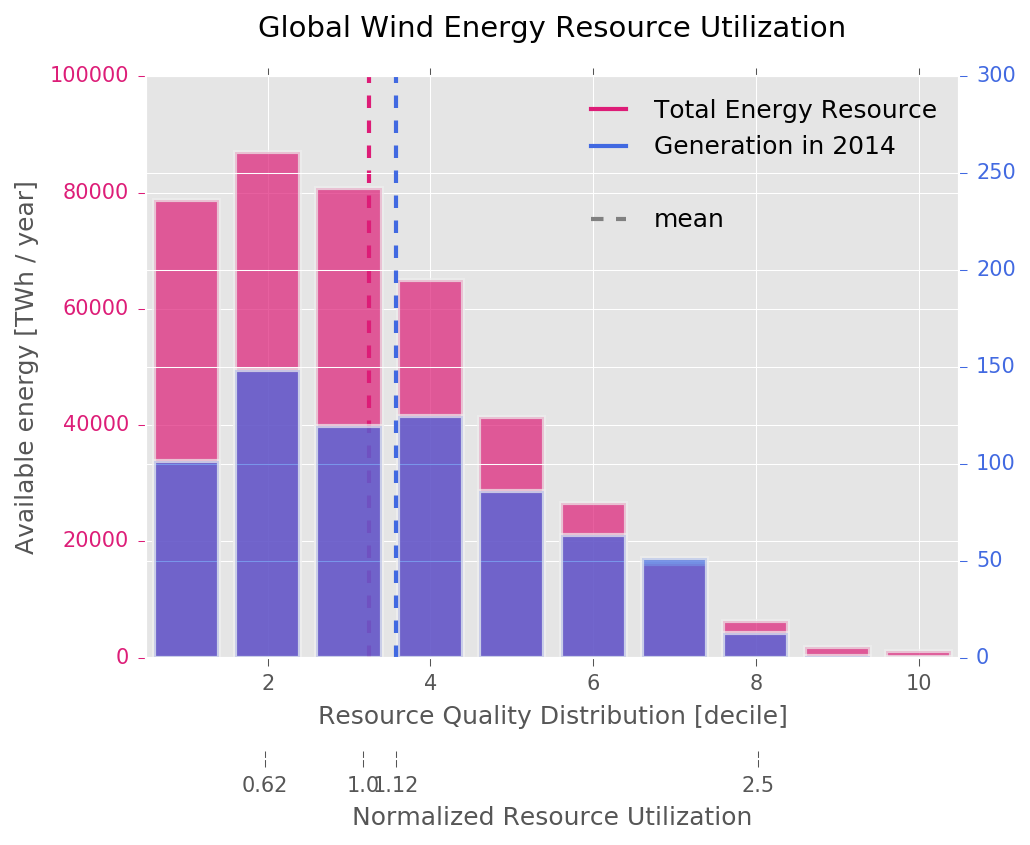 Global Wind Energy Resource Utilization
100000
80000
60000
40000
20000
0
Available energy [TWh / year]
Total Energy Resource
Generation in 2014
mean
300
250
200
150
100
50
0
2 4 6 8 10
Resource Quality Distribution [decile]
0.62 1.0 1.12 2.5
Normalized Resource Utilization